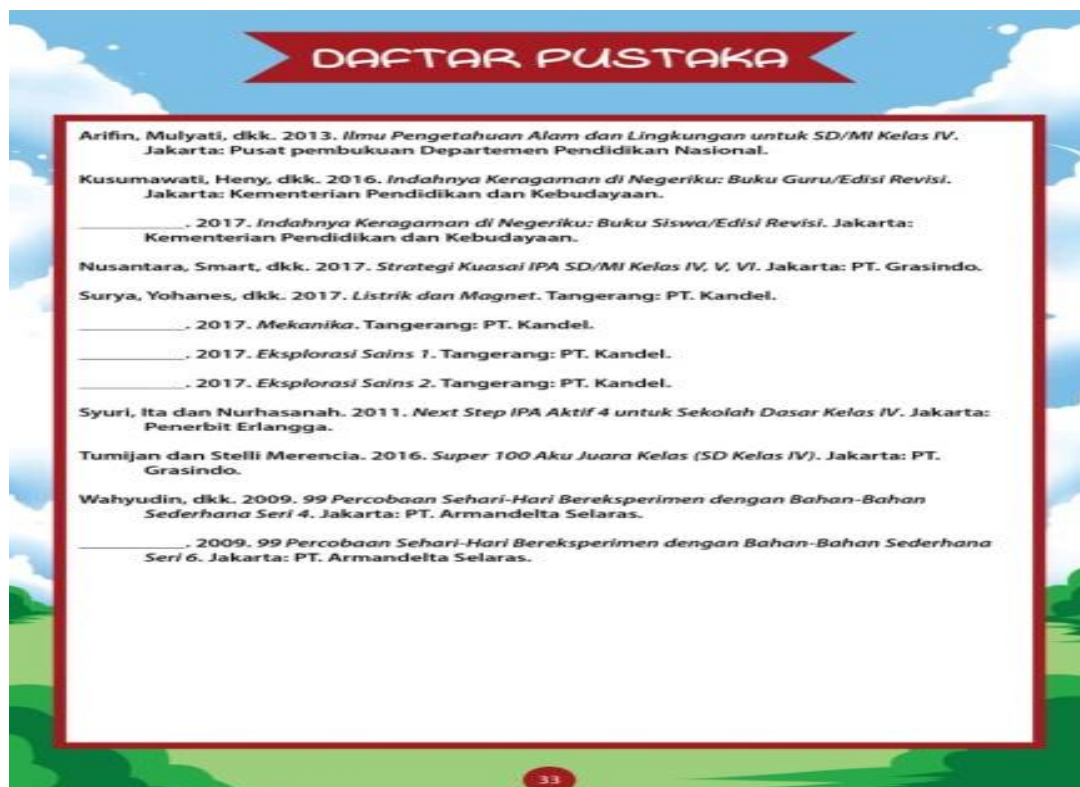 DAFTAR PUSTAKA
Arifin, Mulyati, dkk. 2013. Ilmu Pengetahuan Alam dan Lingkungan untuk SD/MI Kelas IV.
Jakarta: Pusat pembukuan Departemen Pendidikan Nasional.
Kusumawati, Heny, dkk. 2016. Indahnya Keragaman di Negeriku: Buku Guru/Edisi Revisi.
Jakarta: Kementerian Pendidikan dan Kebudayaan.
__________. 2017. Indahnya Keragaman di Negeriku: Buku Siswa/Edisi Revisi. Jakarta:
Kementerian Pendidikan dan Kebudayaan.
Nusantara, Smart, dkk. 2017. Strategi Kuasai IPA SD/MI Kelas IV, V, VI. Jakarta: PT. Grasindo.
Surya, Yohanes, dkk. 2017. Listrik dan Magnet. Tangerang: PT. Kandel.
__________. 2017. Mekanika. Tangerang: PT. Kandel.
__________. 2017. Eksplorasi Sains 1. Tangerang: PT. Kandel.
__________. 2017. Eksplorasi Sains 2. Tangerang: PT. Kandel.
Syuri, Ita dan Nurhasanah. 2011. Next Step IPA Aktif 4 untuk Sekolah Dasar Kelas IV. Jakarta:
Penerbit Erlangga.
Tumijan dan Stelli Merencia. 2016. Super 100 Aku Juara Kelas (SD Kelas IV). Jakarta: PT.
Grasindo.
Wahyudin, dkk. 2009. 99 Percobaan Sehari-Hari Bereksperimen dengan Bahan-Bahan
Sederhana Seri 4. Jakarta: PT. Armandelta Selaras.
__________. 2009. 99 Percobaan Sehari-Hari Bereksperimen dengan Bahan-Bahan Sederhana
Seri 6. Jakarta: PT. Armandelta Selaras.
33